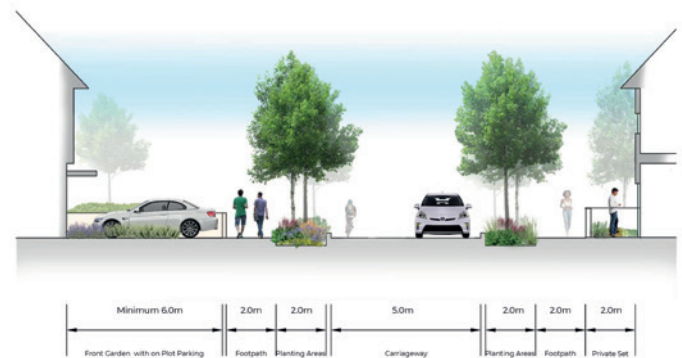 Minimum 6.0m 2.0m 2.0m 5.0m 2.0m 2.0m 2.0m
Front Garden with on Plot Parking Footpath Planting Areas Carriageway Planting Areas Footpath Private Set